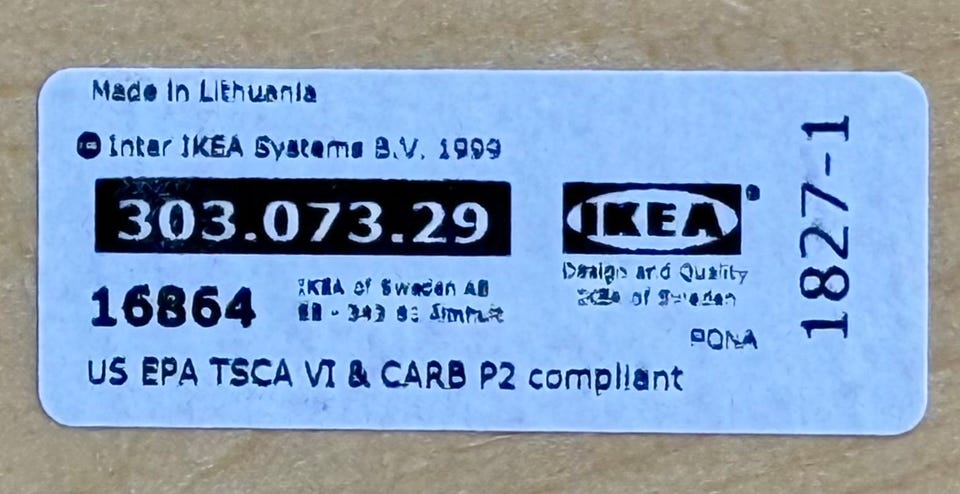 Made in Lithuania
© Inter IKEA Systems B.V. 1999
303.073.29
IKEA®
Design and Quality
IKEA of Sweden
16864
IKEA of Sweden AB
PONA
US EPA TSCA VI & CARB P2 compliant
1827-1